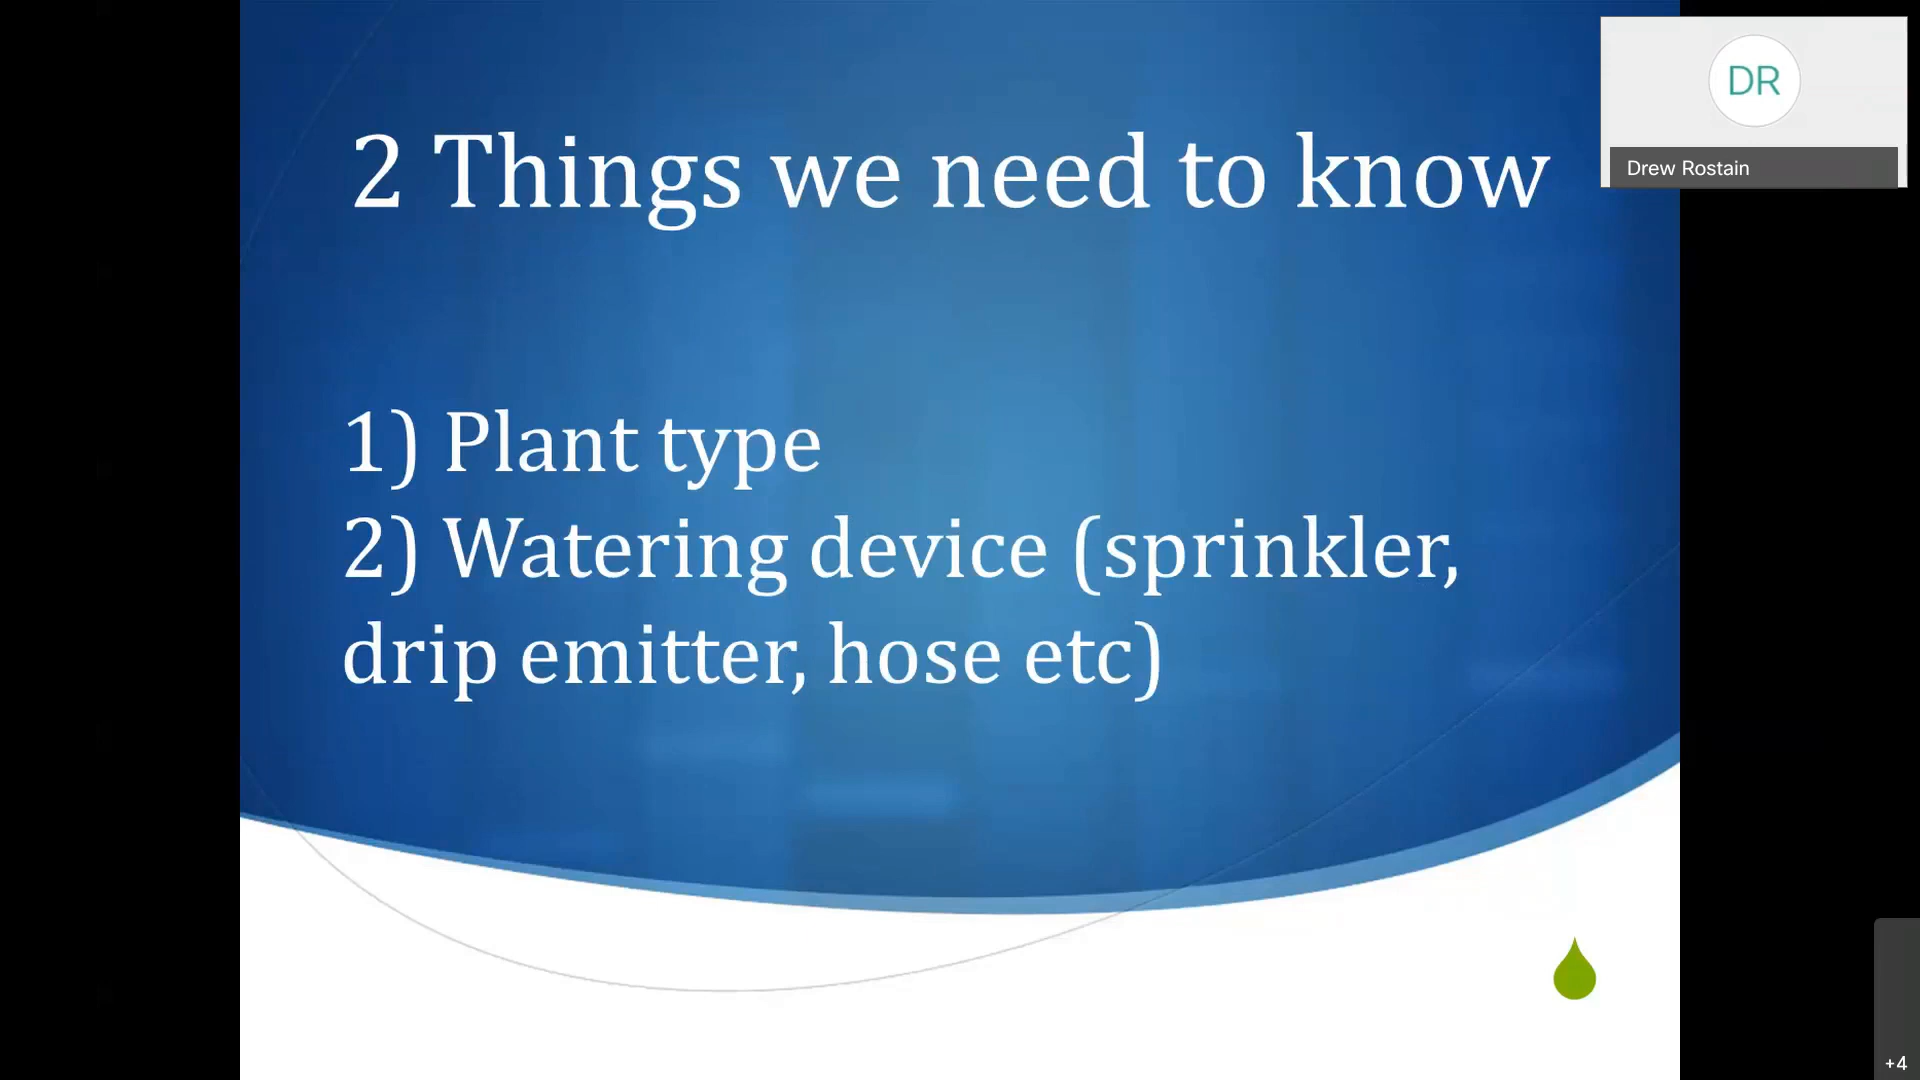 2 Things we need to know
1) Plant type
2) Watering device (sprinkler,
drip emitter, hose etc)
DR
Drew Rostain
+4